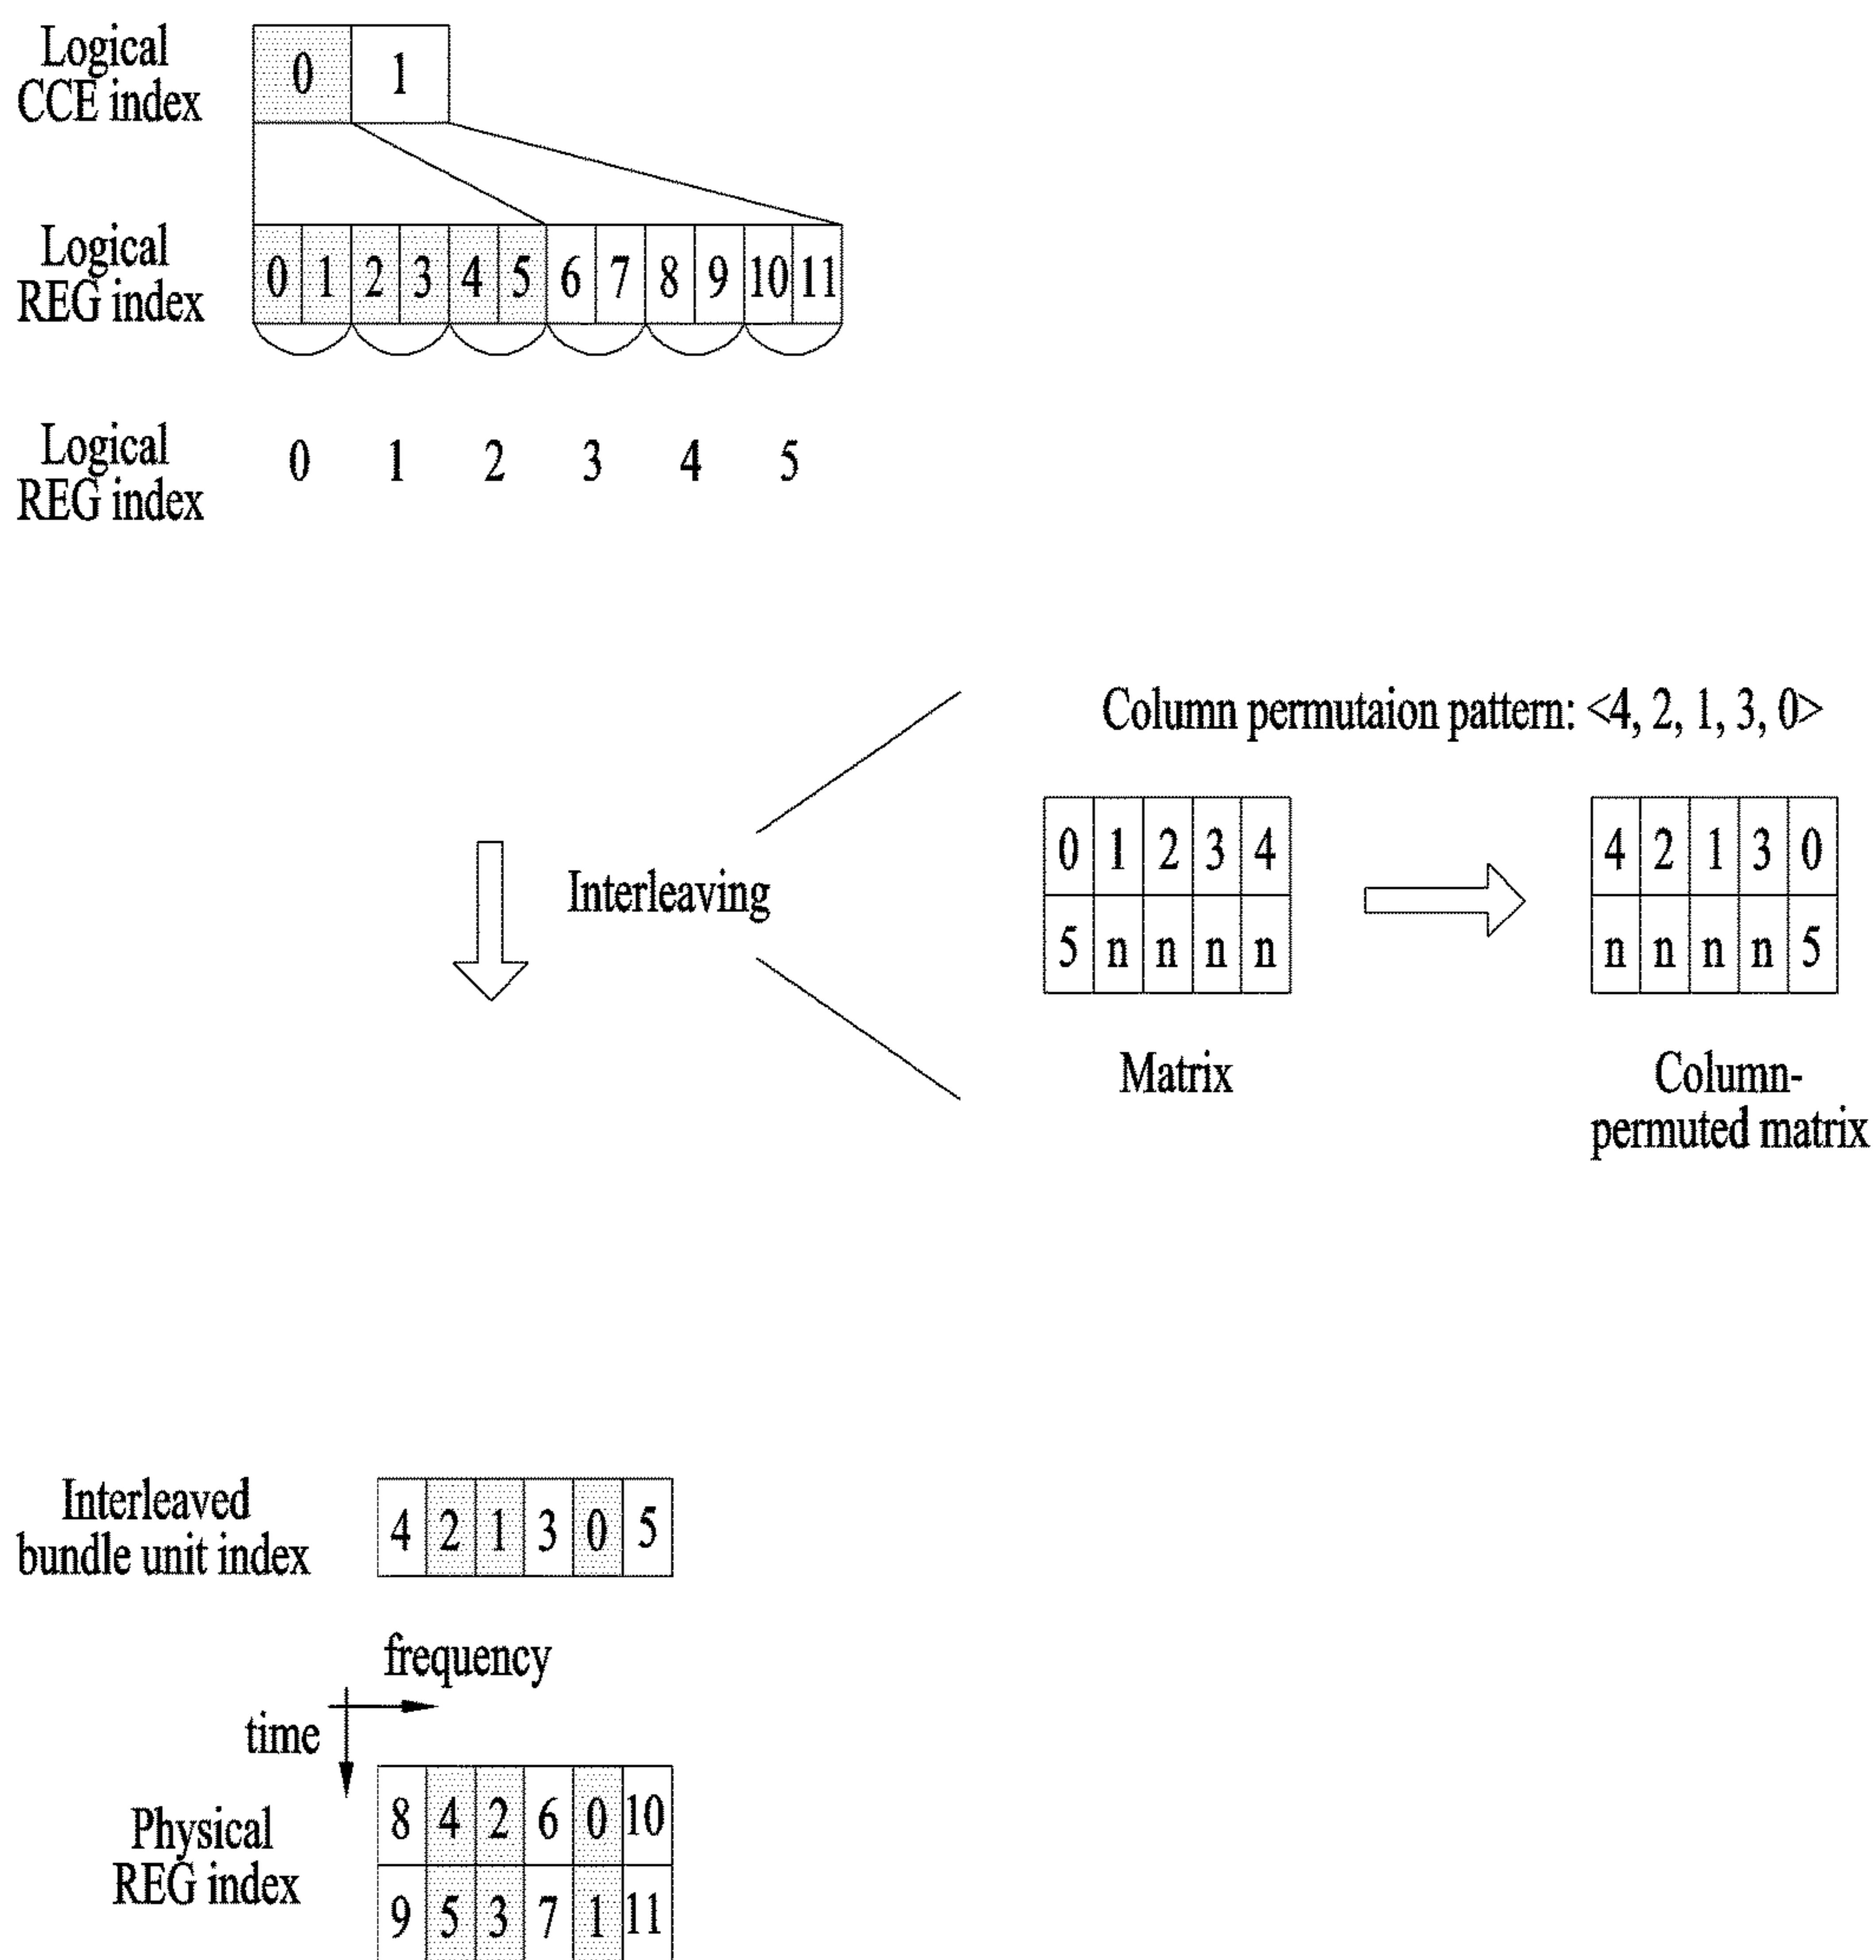 Logical
CCE index
0 1
Logical
REG index
0 1 2 3 4 5 6 7 8 9 10 11
Logical
REG index
0 1 2 3 4 5
Column permutaion pattern: <4, 2, 1, 3, 0>
Interleaving
0 1 2 3 4
5 n n n n
Matrix
4 2 1 3 0
n n n n 5
Column-
permuted matrix
Interleaved
bundle unit index
4 2 1 3 0 5
frequency
time
Physical
REG index
8 4 2 6 0 10
9 5 3 7 1 11